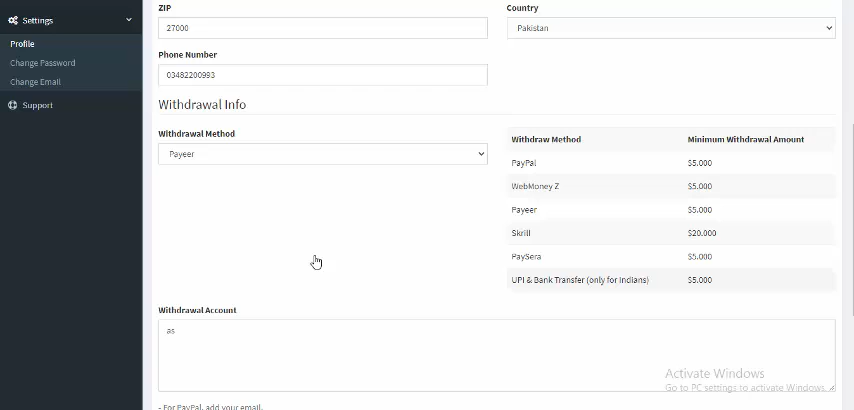 Settings
Profile
Change Password
Change Email
Support
ZIP
27000
Country
Pakistan
Phone Number
03482200993
Withdrawal Info
Withdrawal Method
Payeer
Withdraw Method Minimum Withdrawal Amount
PayPal $5.000
WebMoney Z $5.000
Payeer $5.000
Skrill $20.000
PaySera $5.000
UPI & Bank Transfer (only for Indians) $5.000
Withdrawal Account
as
Activate Windows
Go to PC settings to activate Windows.
- For PayPal, add your email.